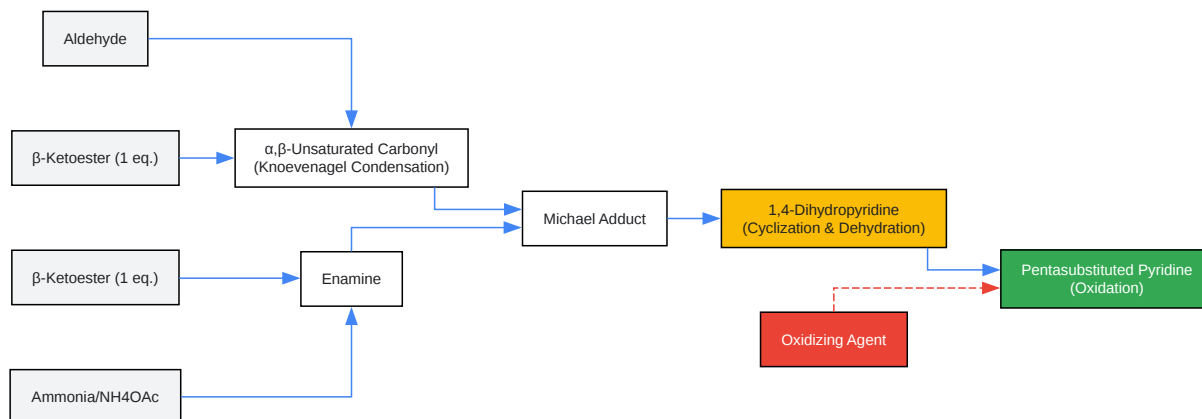 Aldehyde
β-Ketoester (1 eq.)
α,β-Unsaturated Carbonyl
(Knoevenagel Condensation)
Michael Adduct
1,4-Dihydropyridine
(Cyclization & Dehydration)
β-Ketoester (1 eq.)
Enamine
Pentasubstituted Pyridine
(Oxidation)
Oxidizing Agent
Ammonia/NH4OAc